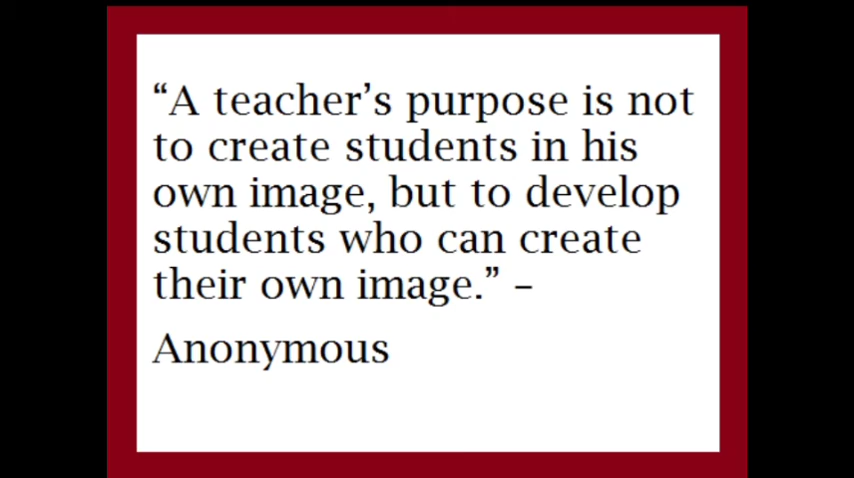 “A teacher’s purpose is not
to create students in his
own image, but to develop
students who can create
their own image.” –
Anonymous